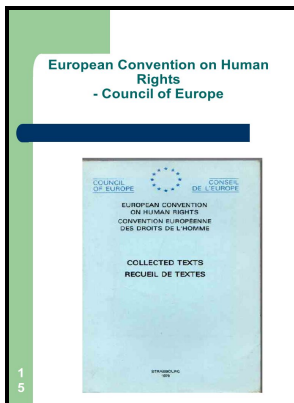 European Convention on Human
Rights
- Council of Europe
COUNCIL CONSEIL
OF EUROPE DE L'EUROPE
EUROPEAN CONVENTION
ON HUMAN RIGHTS
CONVENTION EUROPÉENNE
DES DROITS DE L'HOMME
COLLECTED TEXTS
RECUEIL DE TEXTES
STRASBOURG
1
5